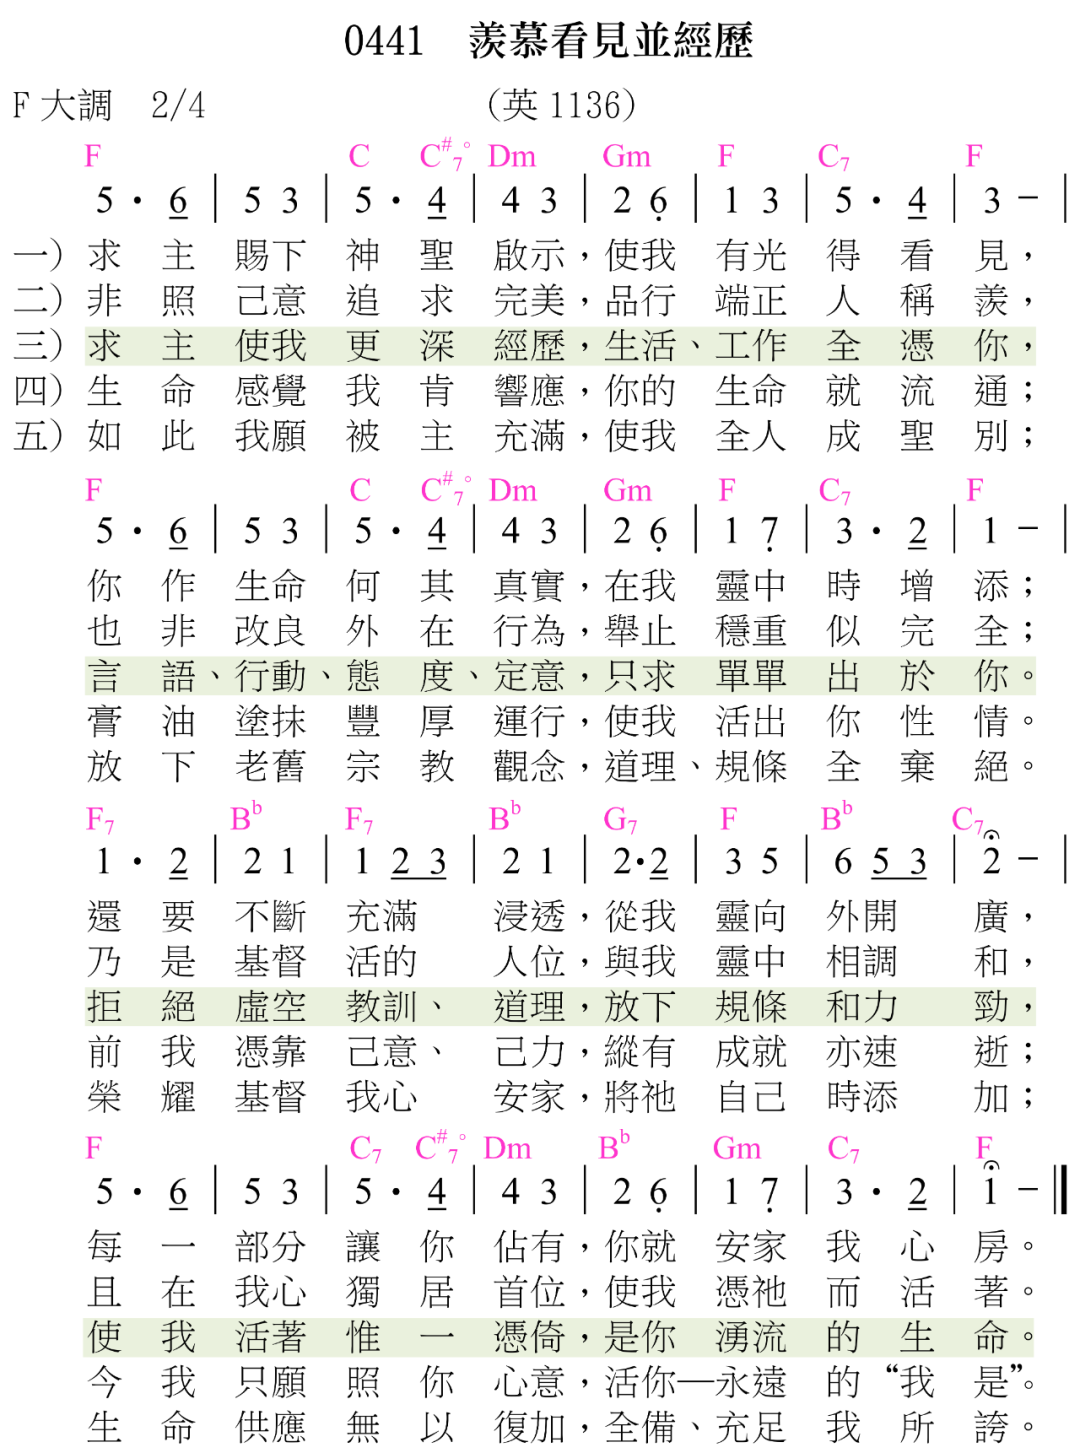 0441　羨慕看見並經歷
F 大調　2/4　（英 1136）
F C C#7° Dm Gm F C7 F
5 · 6 | 5 3 | 5 · 4 | 4 3 | 2 6 | 1 3 | 5 · 4 | 3 – |
一）求主賜下神聖啟示，使我有光得看見，
二）非照己意追求完美，品行端正人稱羨，
三）求主使我更深經歷，生活、工作全憑你，
四）生命感覺我肯響應，你的生命就流通；
五）如此我願被主充滿，使我全人成聖別；
F C C#7° Dm Gm F C7 F
5 · 6 | 5 3 | 5 · 4 | 4 3 | 2 6 | 1 7 | 3 · 2 | 1 – |
你作生命何其真實，在我靈中時增添；
也非改良外在行為，舉止穩重似完全；
言語、行動、態度、定意，只求單單出於你。
膏油塗抹豐厚運行，使我活出你性情。
放下老舊宗教觀念，道理、規條全棄絕。
F7 Bb F7 Bb G7 F Bb C7
1 · 2 | 2 1 | 1 2 3 | 2 1 | 2·2 | 3 5 | 6 5 3 | 2 – |
還要不斷充滿浸透，從我靈向外開廣，
乃是基督活的人位，與我靈中相調和，
拒絕虛空教訓、道理，放下規條和力勁，
前我憑靠己意、己力，縱有成就亦速逝；
榮耀基督我心安家，將祂自己時添加；
F C7 C#7° Dm Bb Gm C7 F
5 · 6 | 5 3 | 5 · 4 | 4 3 | 2 6 | 1 7 | 3 · 2 | 1 – ‖
每一部分讓你佔有，你就安家我心房。
且在我心獨居首位，使我憑祂而活著。
使我活著惟一憑倚，是你湧流的生命。
今我只願照你心意，活你—永遠的“我是”。
生命供應無以復加，全備、充足我所誇。